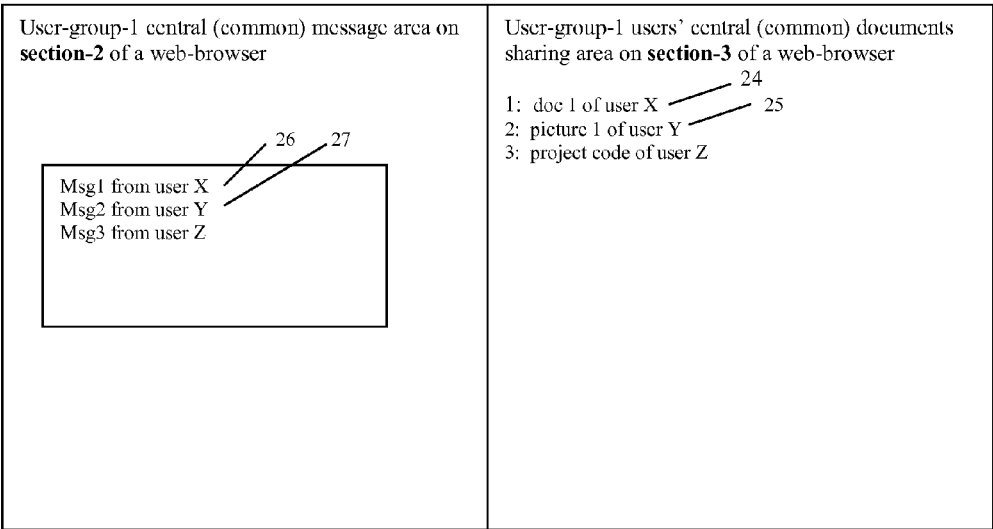 User-group-1 central (common) message area on
section-2 of a web-browser
26 27
Msg1 from user X
Msg2 from user Y
Msg3 from user Z
User-group-1 users' central (common) documents
sharing area on section-3 of a web-browser
24
1: doc 1 of user X
25
2: picture 1 of user Y
3: project code of user Z